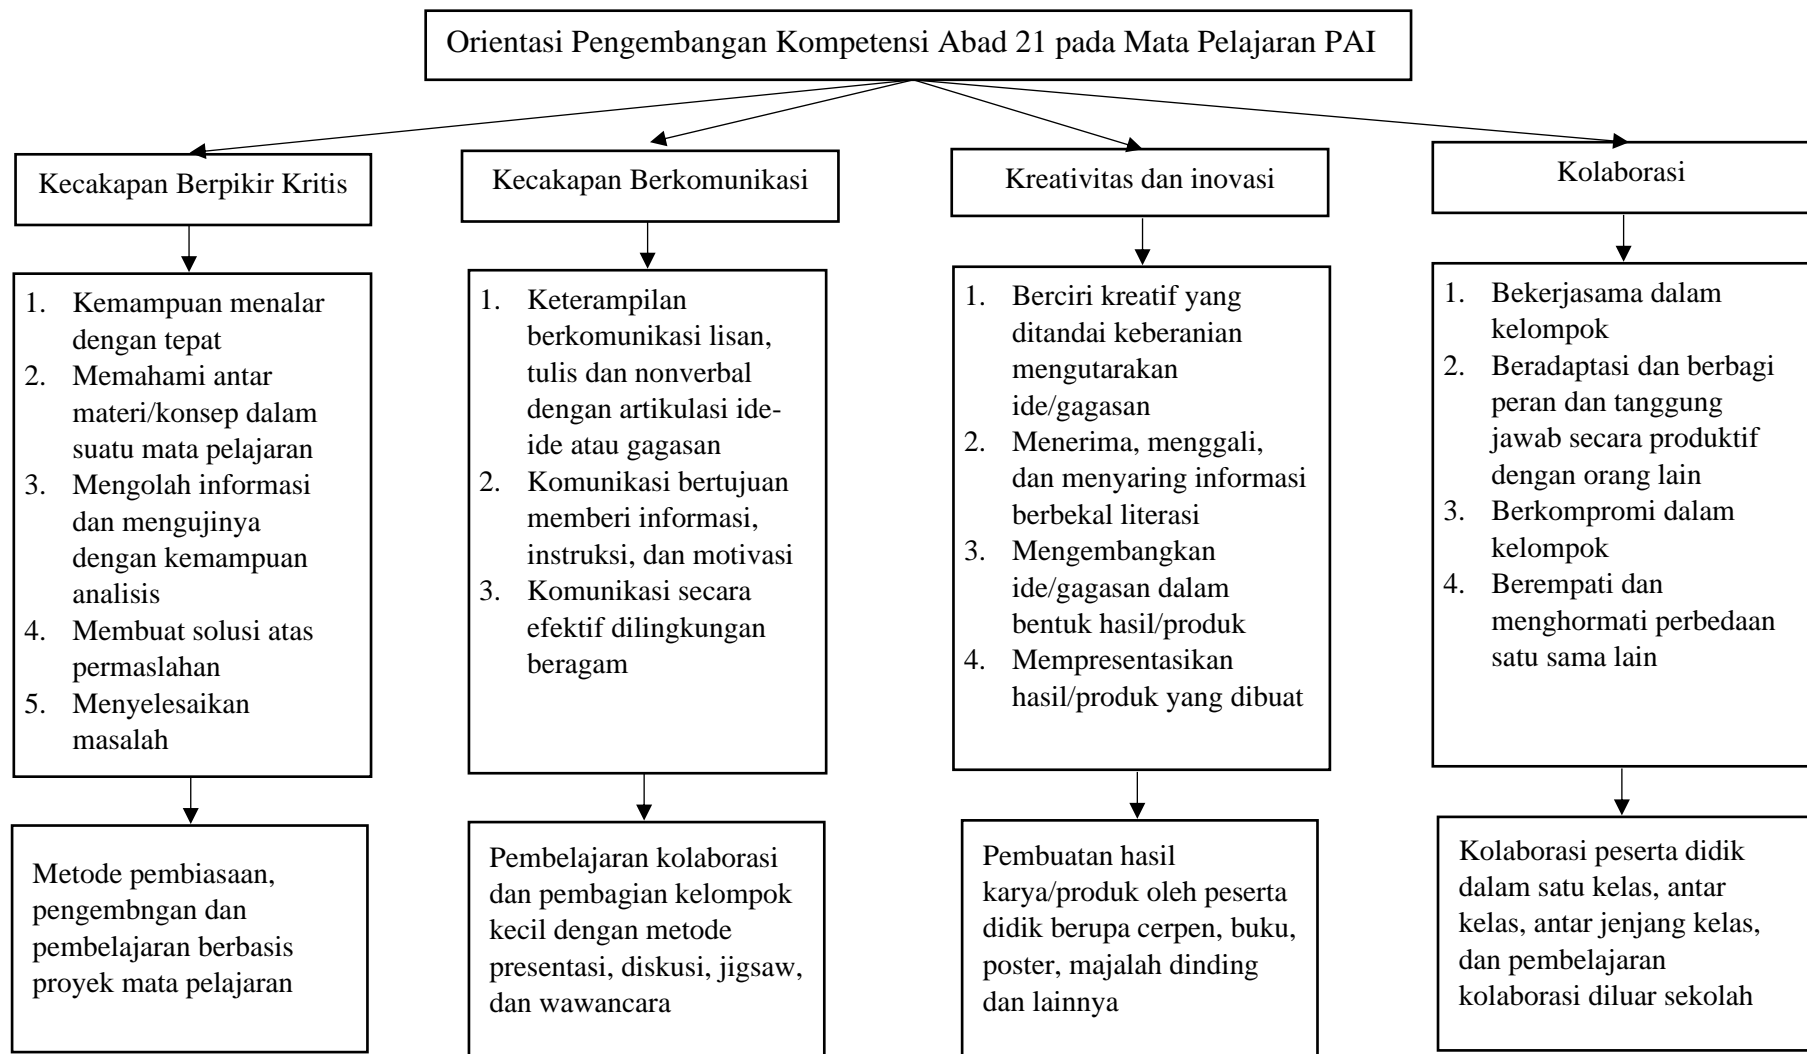 Orientasi Pengembangan Kompetensi Abad 21 pada Mata Pelajaran PAI
Kecakapan Berpikir Kritis
Kecakapan Berkomunikasi
Kreativitas dan inovasi
Kolaborasi
1. Kemampuan menalar
dengan tepat
2. Memahami antar
materi/konsep dalam
suatu mata pelajaran
3. Mengolah informasi
dan mengujinya
dengan kemampuan
analisis
4. Membuat solusi atas
permaslahan
5. Menyelesaikan
masalah
1. Keterampilan
berkomunikasi lisan,
tulis dan nonverbal
dengan artikulasi ide-
ide atau gagasan
2. Komunikasi bertujuan
memberi informasi,
instruksi, dan motivasi
3. Komunikasi secara
efektif dilingkungan
beragam
1. Berciri kreatif yang
ditandai keberanian
mengutarakan
ide/gagasan
2. Menerima, menggali,
dan menyaring informasi
berbekal literasi
3. Mengembangkan
ide/gagasan dalam
bentuk hasil/produk
4. Mempresentasikan
hasil/produk yang dibuat
1. Bekerjasama dalam
kelompok
2. Beradaptasi dan berbagi
peran dan tanggung
jawab secara produktif
dengan orang lain
3. Berkompromi dalam
kelompok
4. Berempati dan
menghormati perbedaan
satu sama lain
Metode pembiasaan,
pengembngan dan
pembelajaran berbasis
proyek mata pelajaran
Pembelajaran kolaborasi
dan pembagian kelompok
kecil dengan metode
presentasi, diskusi, jigsaw,
dan wawancara
Pembuatan hasil
karya/produk oleh peserta
didik berupa cerpen, buku,
poster, majalah dinding
dan lainnya
Kolaborasi peserta didik
dalam satu kelas, antar
kelas, antar jenjang kelas,
dan pembelajaran
kolaborasi diluar sekolah